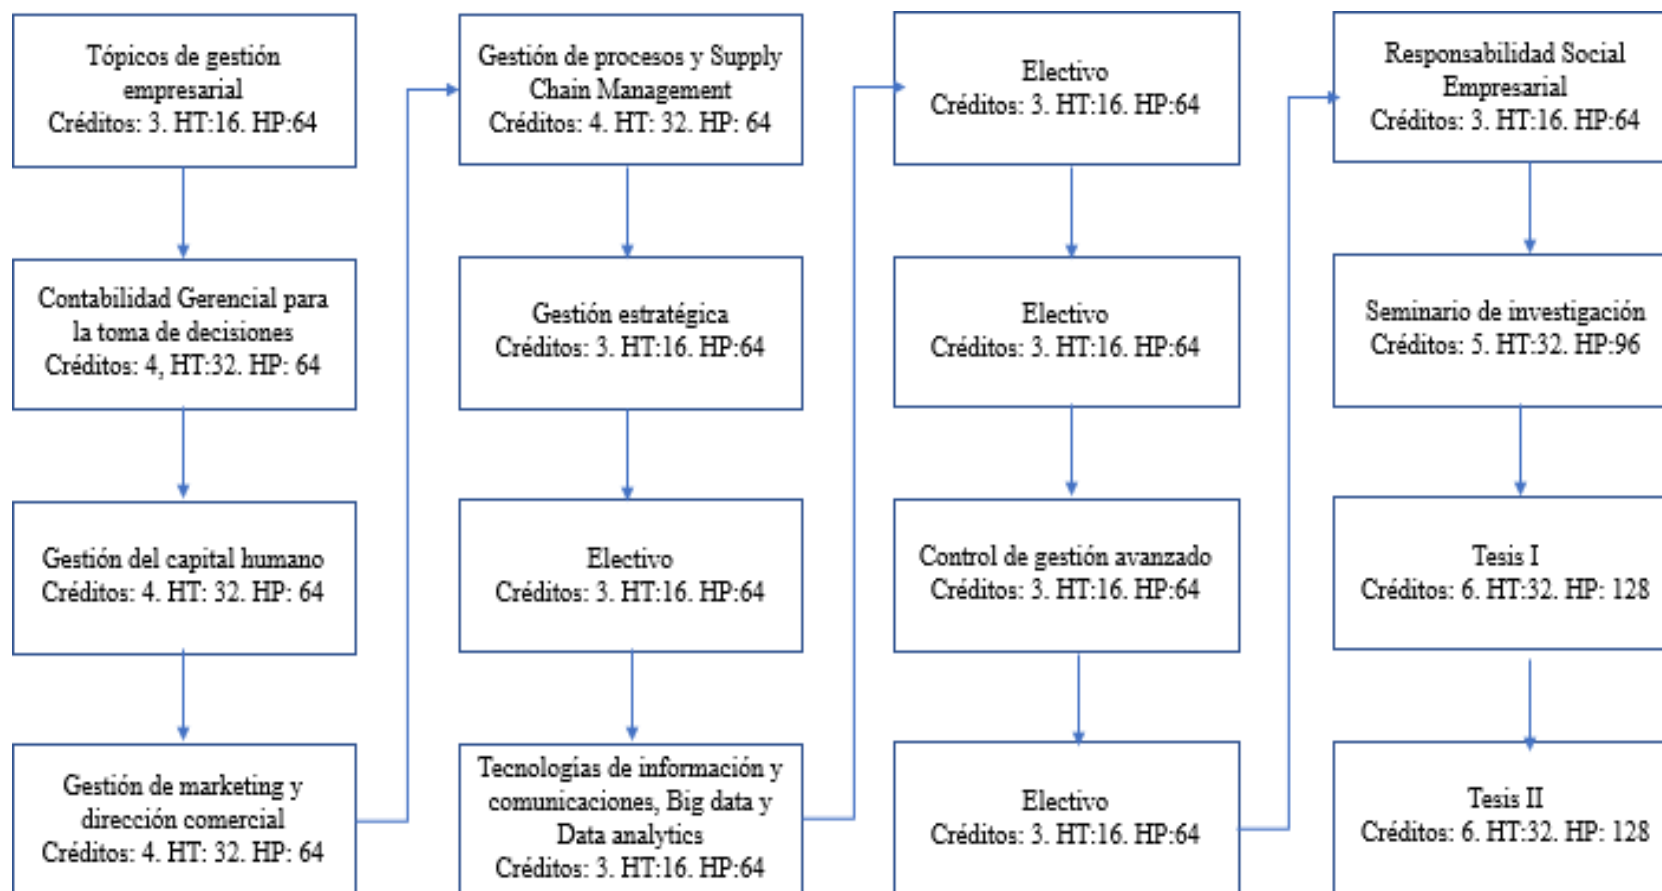 Tópicos de gestión
empresarial
Créditos: 3. HT:16. HP:64
Contabilidad Gerencial para
la toma de decisiones
Créditos: 4, HT:32. HP: 64
Gestión del capital humano
Créditos: 4. HT: 32. HP: 64
Gestión de marketing y
dirección comercial
Créditos: 4. HT: 32. HP: 64
Gestión de procesos y Supply
Chain Management
Créditos: 4. HT: 32. HP: 64
Gestión estratégica
Créditos: 3. HT:16. HP:64
Electivo
Créditos: 3. HT:16. HP:64
Tecnologías de información y
comunicaciones, Big data y
Data analytics
Créditos: 3. HT:16. HP:64
Electivo
Créditos: 3. HT:16. HP:64
Electivo
Créditos: 3. HT:16. HP:64
Control de gestión avanzado
Créditos: 3. HT:16. HP:64
Electivo
Créditos: 3. HT:16. HP:64
Responsabilidad Social
Empresarial
Créditos: 3. HT:16. HP:64
Seminario de investigación
Créditos: 5. HT:32. HP:96
Tesis I
Créditos: 6. HT:32. HP: 128
Tesis II
Créditos: 6. HT:32. HP: 128